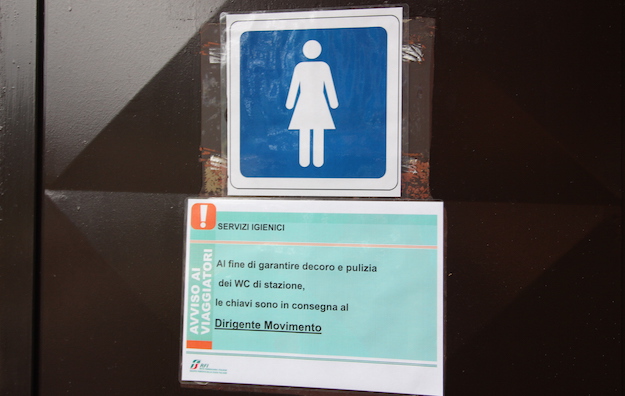 !
SERVIZI IGIENICI
AVVISO AI
VIAGGIATORI
Al fine di garantire decoro e pulizia
dei WC di stazione,
le chiavi sono in consegna al
Dirigente Movimento
RFI